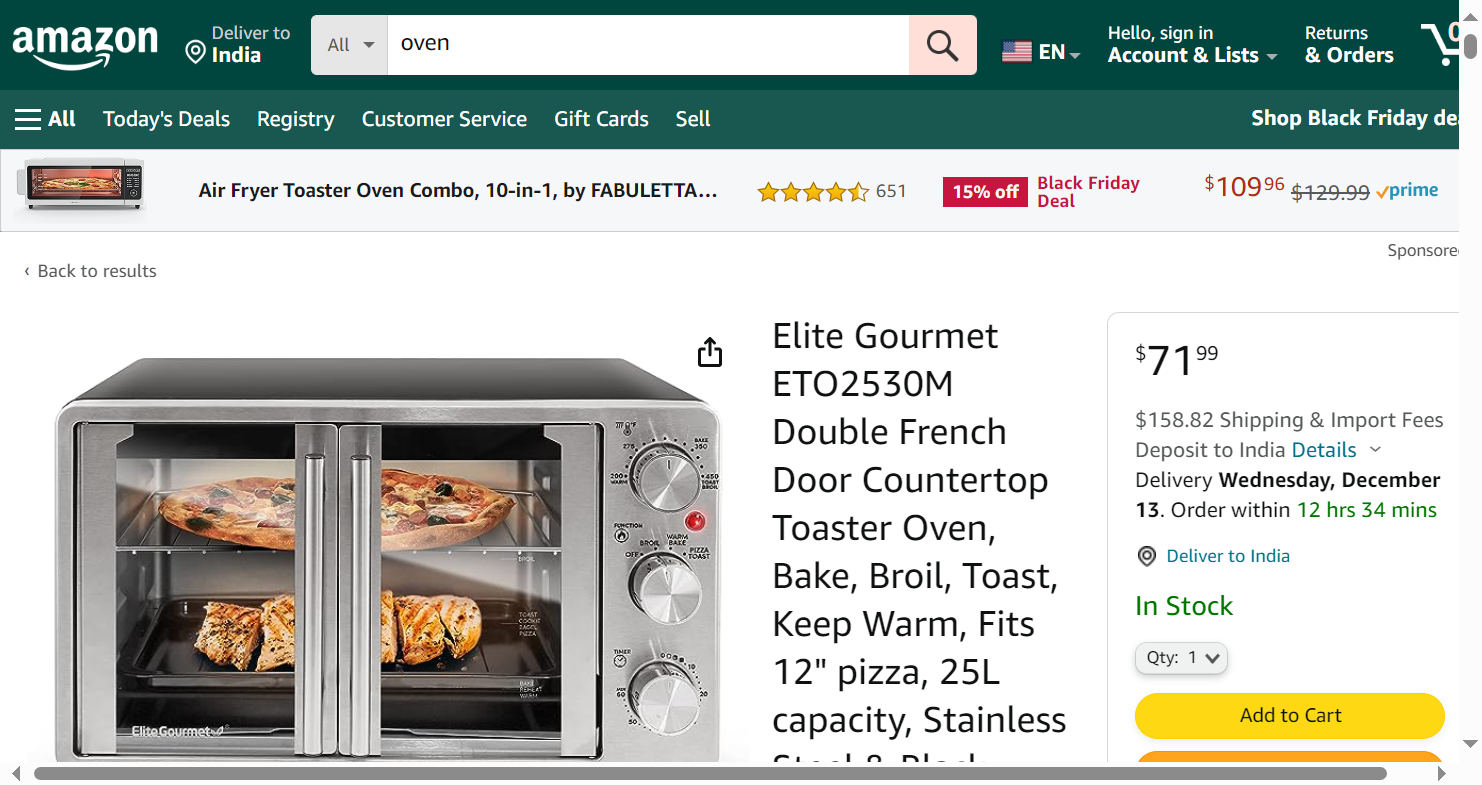 amazon
Deliver to
India
All
oven
EN
Hello, sign in
Account & Lists
Returns
& Orders
0
All
Today's Deals
Registry
Customer Service
Gift Cards
Sell
Shop Black Friday
Air Fryer Toaster Oven Combo, 10-in-1, by FABULETTA...
651
15% off
Black Friday
Deal
$109 96
$129.99
prime
‹ Back to results
Elite Gourmet
ETO2530M
Double French
Door Countertop
Toaster Oven,
Bake, Broil, Toast,
Keep Warm, Fits
12" pizza, 25L
capacity, Stainless
Steel & Black
°F
275
BAKE
350
200
WARM
450
TOAST
BROIL
FUNCTION
WARM
BROIL BAKE
OFF
PIZZA
TOAST
BROIL
TOAST
COOKIE
BAGEL
PIZZA
TIMER
10
MIN
60
20
50
BAKE
REHEAT
WARM
EliteGourmet
$71 99
$158.82 Shipping & Import Fees
Deposit to India Details
Delivery Wednesday, December
13. Order within 12 hrs 34 mins
Deliver to India
In Stock
Qty: 1
Add to Cart